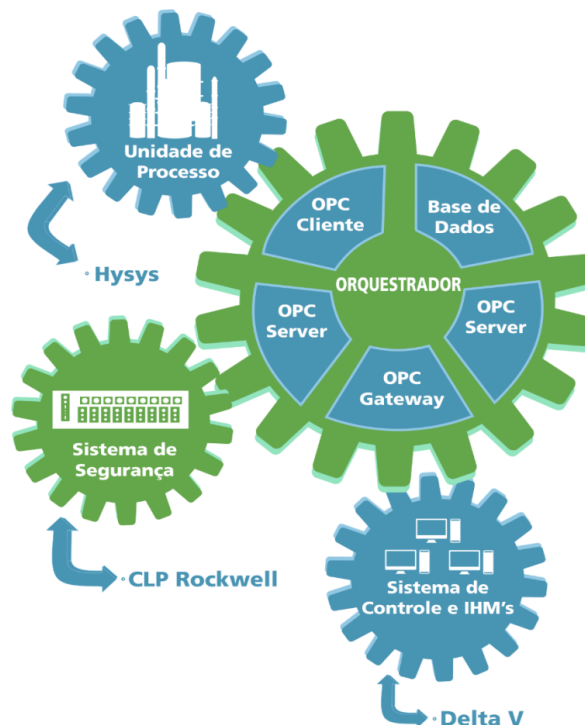 Unidade de
Processo
Hysys
OPC
Cliente
Base de
Dados
ORQUESTRADOR
OPC
Server
OPC
Server
OPC
Gateway
Sistema de
Segurança
CLP Rockwell
Sistema de
Controle e IHM's
Delta V